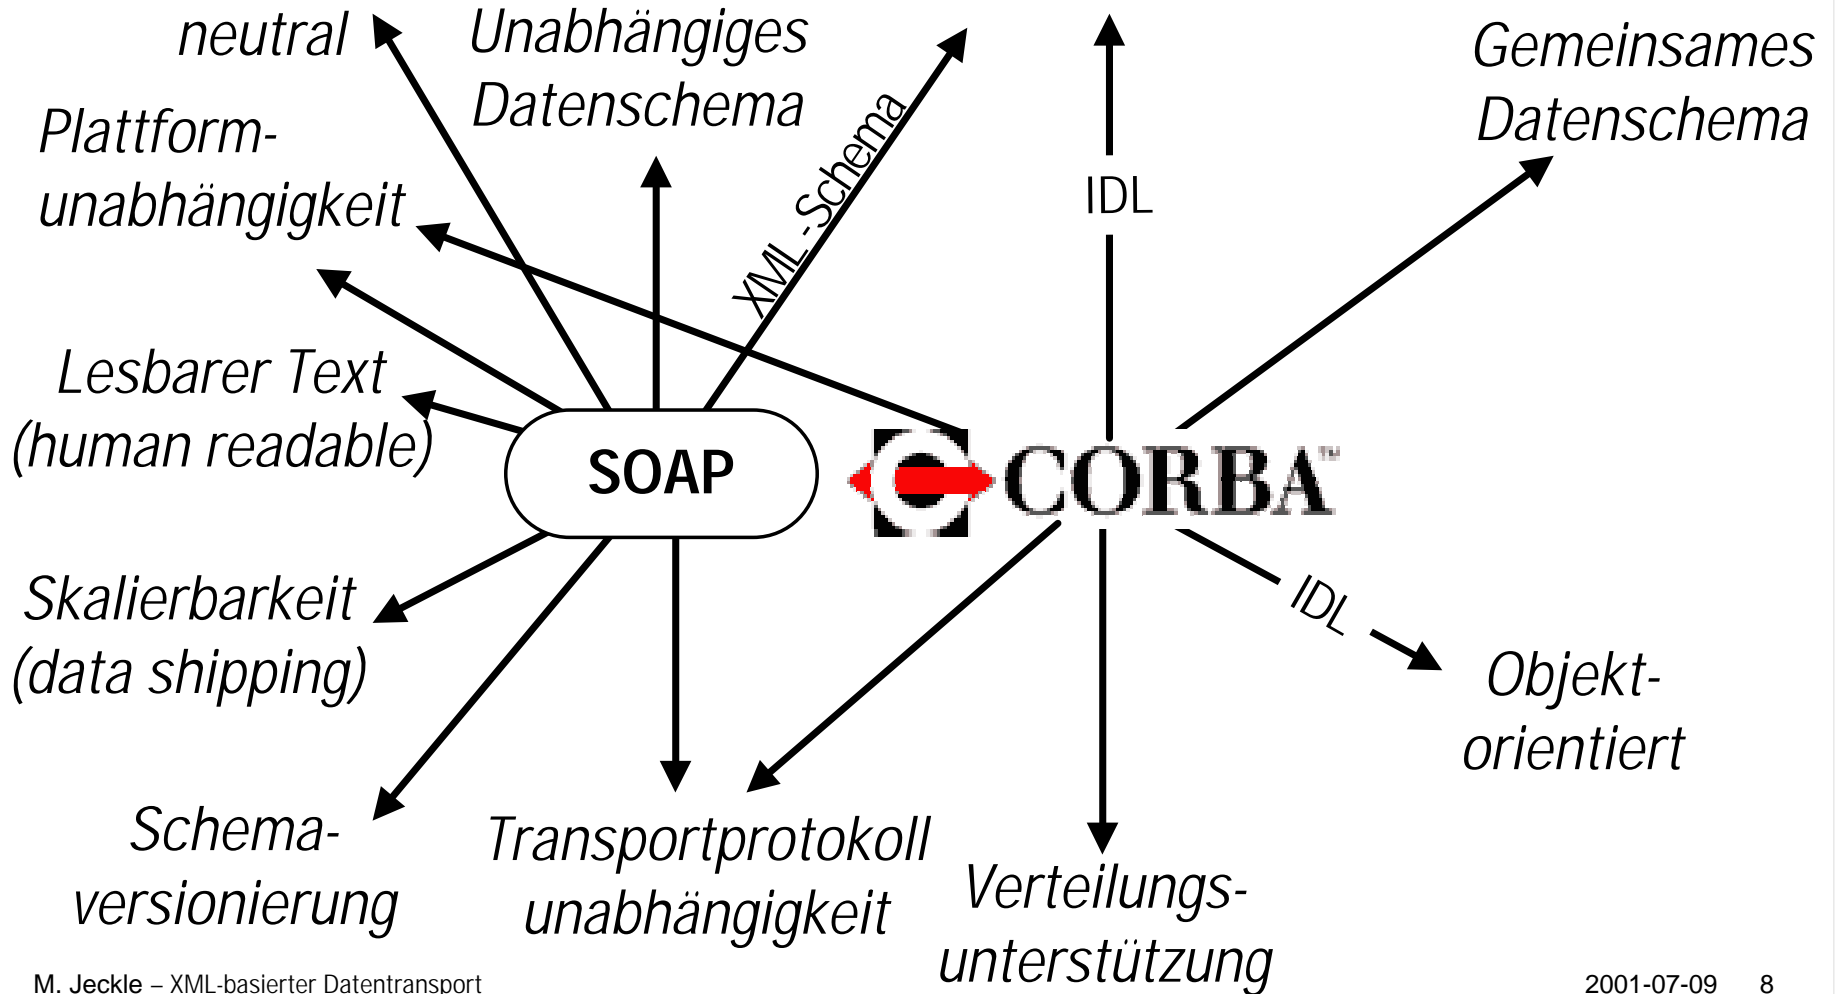 neutral
Unabhängiges
Datenschema
Gemeinsames
Datenschema
Plattform-
unabhängigkeit
XML-Schema
IDL
Lesbarer Text
(human readable)
SOAP
CORBA™
Skalierbarkeit
(data shipping)
IDL
Objekt-
orientiert
Schema-
versionierung
Transportprotokoll
unabhängigkeit
Verteilungs-
unterstützung
M. Jeckle – XML-basierter Datentransport
2001-07-09 8